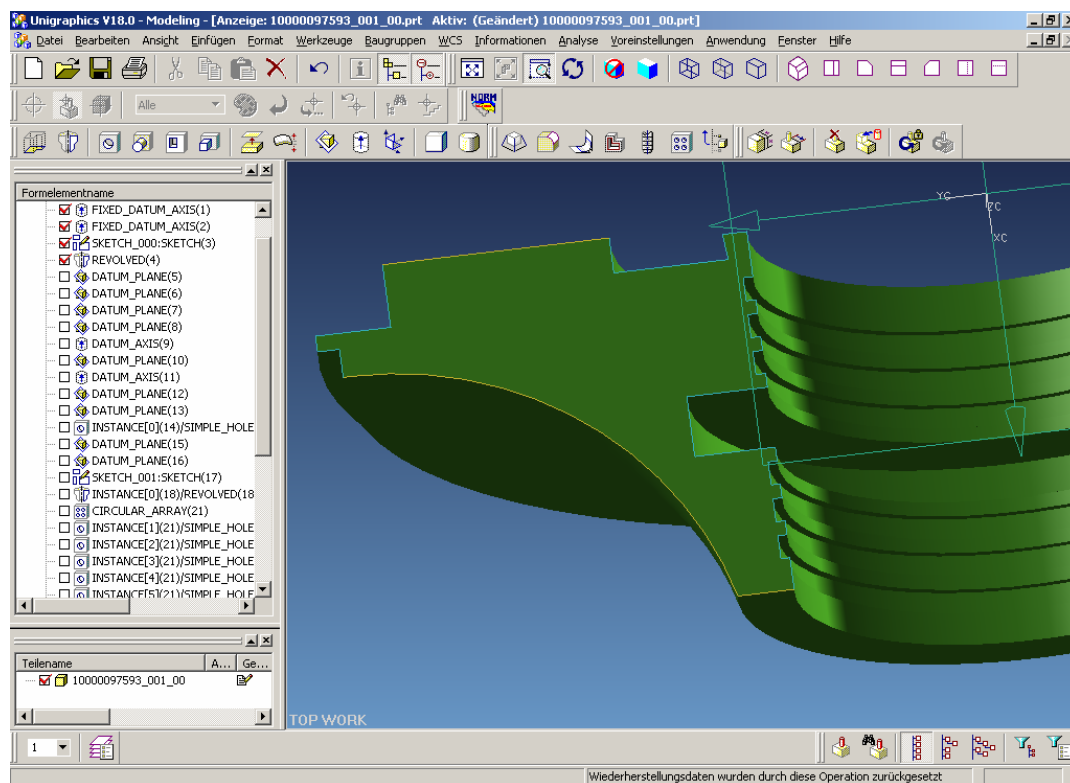 Unigraphics V18.0 - Modeling - [Anzeige: 10000097593_001_00.prt Aktiv: (Geändert) 10000097593_001_00.prt]
Datei Bearbeiten Ansicht Einfügen Format Werkzeuge Baugruppen WCS Informationen Analyse Voreinstellungen Anwendung Fenster Hilfe
Alle
NORM
Formelementname
FIXED_DATUM_AXIS(1)
FIXED_DATUM_AXIS(2)
SKETCH_000:SKETCH(3)
REVOLVED(4)
DATUM_PLANE(5)
DATUM_PLANE(6)
DATUM_PLANE(7)
DATUM_PLANE(8)
DATUM_AXIS(9)
DATUM_PLANE(10)
DATUM_AXIS(11)
DATUM_PLANE(12)
DATUM_PLANE(13)
INSTANCE[0](14)/SIMPLE_HOLE
DATUM_PLANE(15)
DATUM_PLANE(16)
SKETCH_001:SKETCH(17)
INSTANCE[0](18)/REVOLVED(18
CIRCULAR_ARRAY(21)
INSTANCE[1](21)/SIMPLE_HOLE
INSTANCE[2](21)/SIMPLE_HOLE
INSTANCE[3](21)/SIMPLE_HOLE
INSTANCE[4](21)/SIMPLE_HOLE
INSTANCE[5](21)/SIMPLE_HOLE
YC
ZC
XC
Teilename A... Ge...
10000097593_001_00
TOP WORK
1
Wiederherstellungsdaten wurden durch diese Operation zurückgesetzt